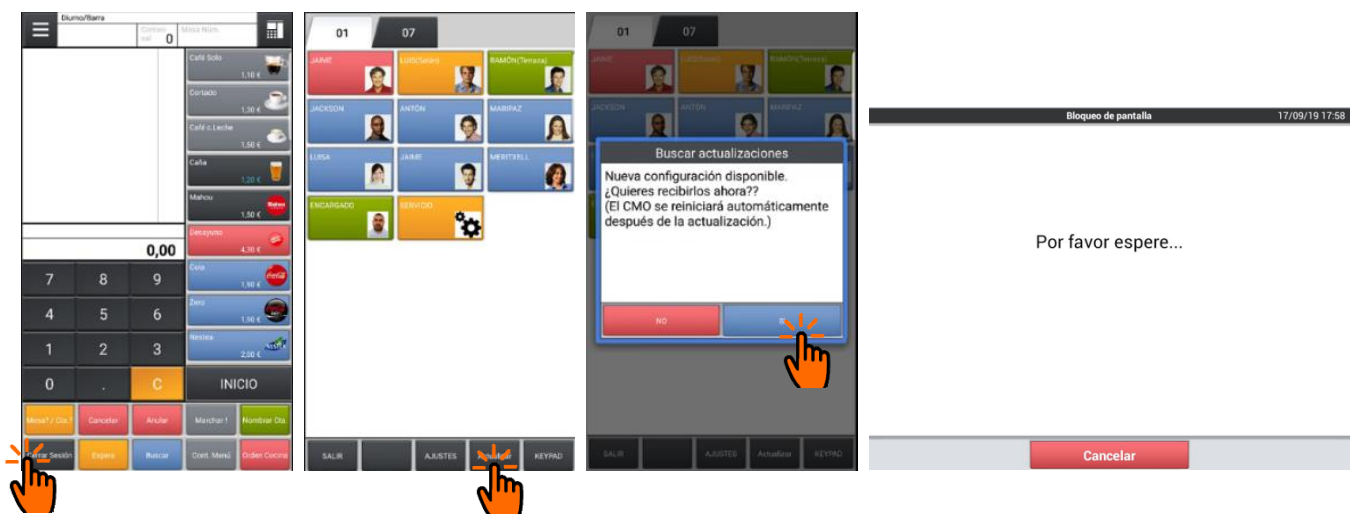 Diurno/Barra
0
Mesa Núm.
Café Solo
1,10 €
Cortado
1,30 €
Café c.Leche
1,50 €
Caña
1,20 €
Mahou
1,50 €
Desayuno
4,30 €
0,00
Cola
1,90 €
7 8 9
Zero
1,90 €
4 5 6
Nestea
2,00 €
1 2 3
0 . C INICIO
Mesa? / Cta.? Cancelar Anular Marchar ! Nombrar Cta.
Cerrar Sesión Espera Buscar Cont. Menú Orden Cocina
01 07
JAIME LUIS(Salón) RAMÓN(Terraza)
JACKSON ANTÓN MARIPAZ
LUISA JAIME MERITXELL
ENCARGADO SERVICIO
SALIR AJUSTES Actualizar KEYPAD
01 07
JAIME LUIS(Salón) RAMÓN(Terraza)
JACKSON ANTÓN MARIPAZ
Buscar actualizaciones
Nueva configuración disponible.
¿Quieres recibirlos ahora??
(El CMO se reiniciará automáticamente
después de la actualización.)
NO
SALIR AJUSTES Actualizar KEYPAD
Bloqueo de pantalla 17/09/19 17:58
Por favor espere...
Cancelar